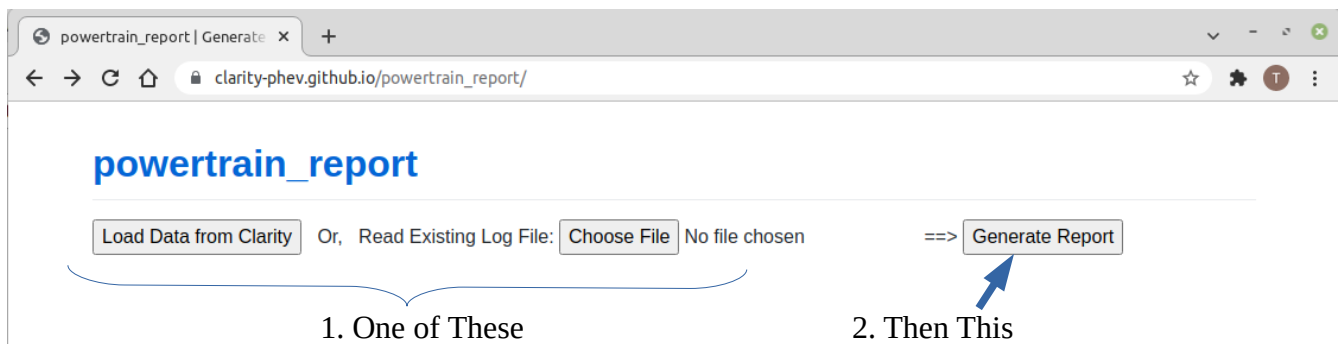 powertrain_report | Generate
clarity-phev.github.io/powertrain_report/
T
powertrain_report
Load Data from Clarity Or, Read Existing Log File: Choose File No file chosen ==> Generate Report
1. One of These 2. Then This